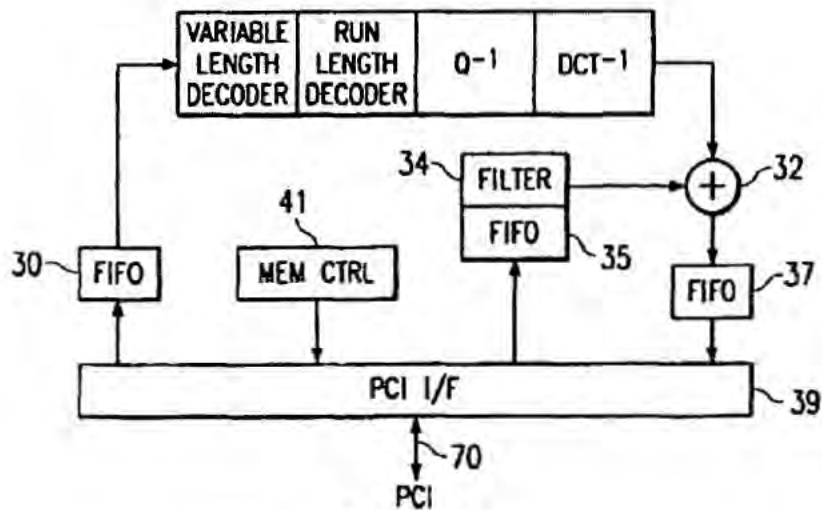 VARIABLE LENGTH DECODER
RUN LENGTH DECODER
Q-1
DCT-1
34
FILTER
32
41
30
FIFO
MEM CTRL
FIFO
35
FIFO
37
PCI I/F
39
70
PCI